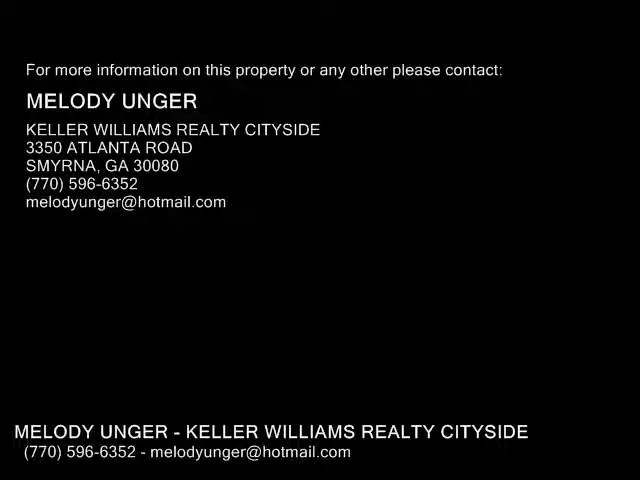 For more information on this property or any other please contact:
MELODY UNGER
KELLER WILLIAMS REALTY CITYSIDE
3350 ATLANTA ROAD
SMYRNA, GA 30080
(770) 596-6352
melodyunger@hotmail.com
MELODY UNGER - KELLER WILLIAMS REALTY CITYSIDE
(770) 596-6352 - melodyunger@hotmail.com